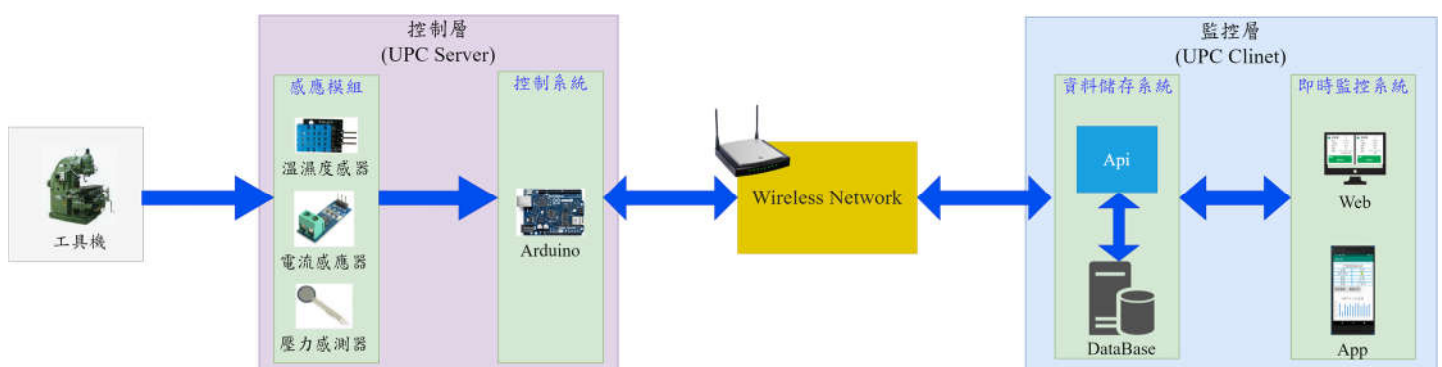 工具機
控制層
(UPC Server)
感應模組
溫濕度感器
電流感應器
壓力感測器
控制系統
Arduino
Wireless Network
監控層
(UPC Clinet)
資料儲存系統
Api
DataBase
即時監控系統
Web
App